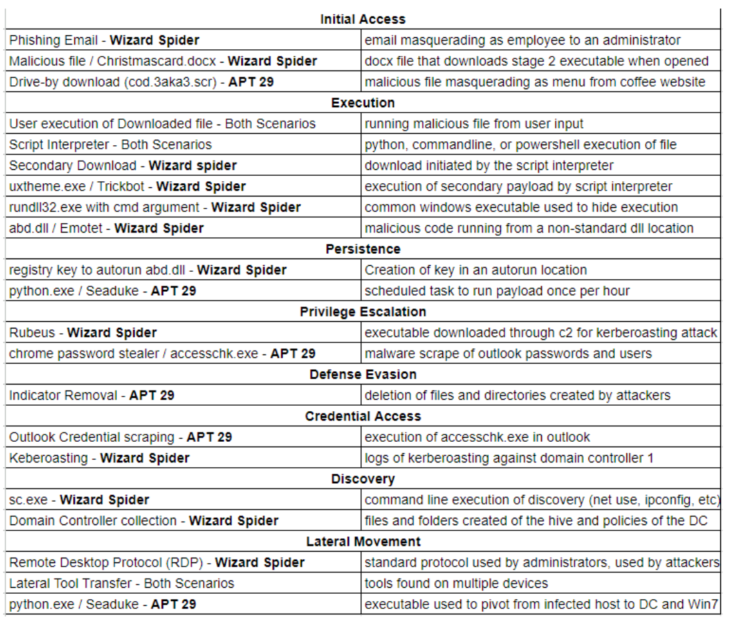 Initial Access
Phishing Email - Wizard Spider email masquerading as employee to an administrator
Malicious file / Christmascard.docx - Wizard Spider docx file that downloads stage 2 executable when opened
Drive-by download (cod.3aka3.scr) - APT 29 malicious file masquerading as menu from coffee website
Execution
User execution of Downloaded file - Both Scenarios running malicious file from user input
Script Interpreter - Both Scenarios python, commandline, or powershell execution of file
Secondary Download - Wizard spider download initiated by the script interpreter
uxtheme.exe / Trickbot - Wizard Spider execution of secondary payload by script interpreter
rundll32.exe with cmd argument - Wizard Spider common windows executable used to hide execution
abd.dll / Emotet - Wizard Spider malicious code running from a non-standard dll location
Persistence
registry key to autorun abd.dll - Wizard Spider Creation of key in an autorun location
python.exe / Seaduke - APT 29 scheduled task to run payload once per hour
Privilege Escalation
Rubeus - Wizard Spider executable downloaded through c2 for kerberoasting attack
chrome password stealer / accesschk.exe - APT 29 malware scrape of outlook passwords and users
Defense Evasion
Indicator Removal - APT 29 deletion of files and directories created by attackers
Credential Access
Outlook Credential scraping - APT 29 execution of accesschk.exe in outlook
Keberoasting - Wizard Spider logs of kerberoasting against domain controller 1
Discovery
sc.exe - Wizard Spider command line execution of discovery (net use, ipconfig, etc)
Domain Controller collection - Wizard Spider files and folders created of the hive and policies of the DC
Lateral Movement
Remote Desktop Protocol (RDP) - Wizard Spider standard protocol used by administrators, used by attackers
Lateral Tool Transfer - Both Scenarios tools found on multiple devices
python.exe / Seaduke - APT 29 executable used to pivot from infected host to DC and Win7